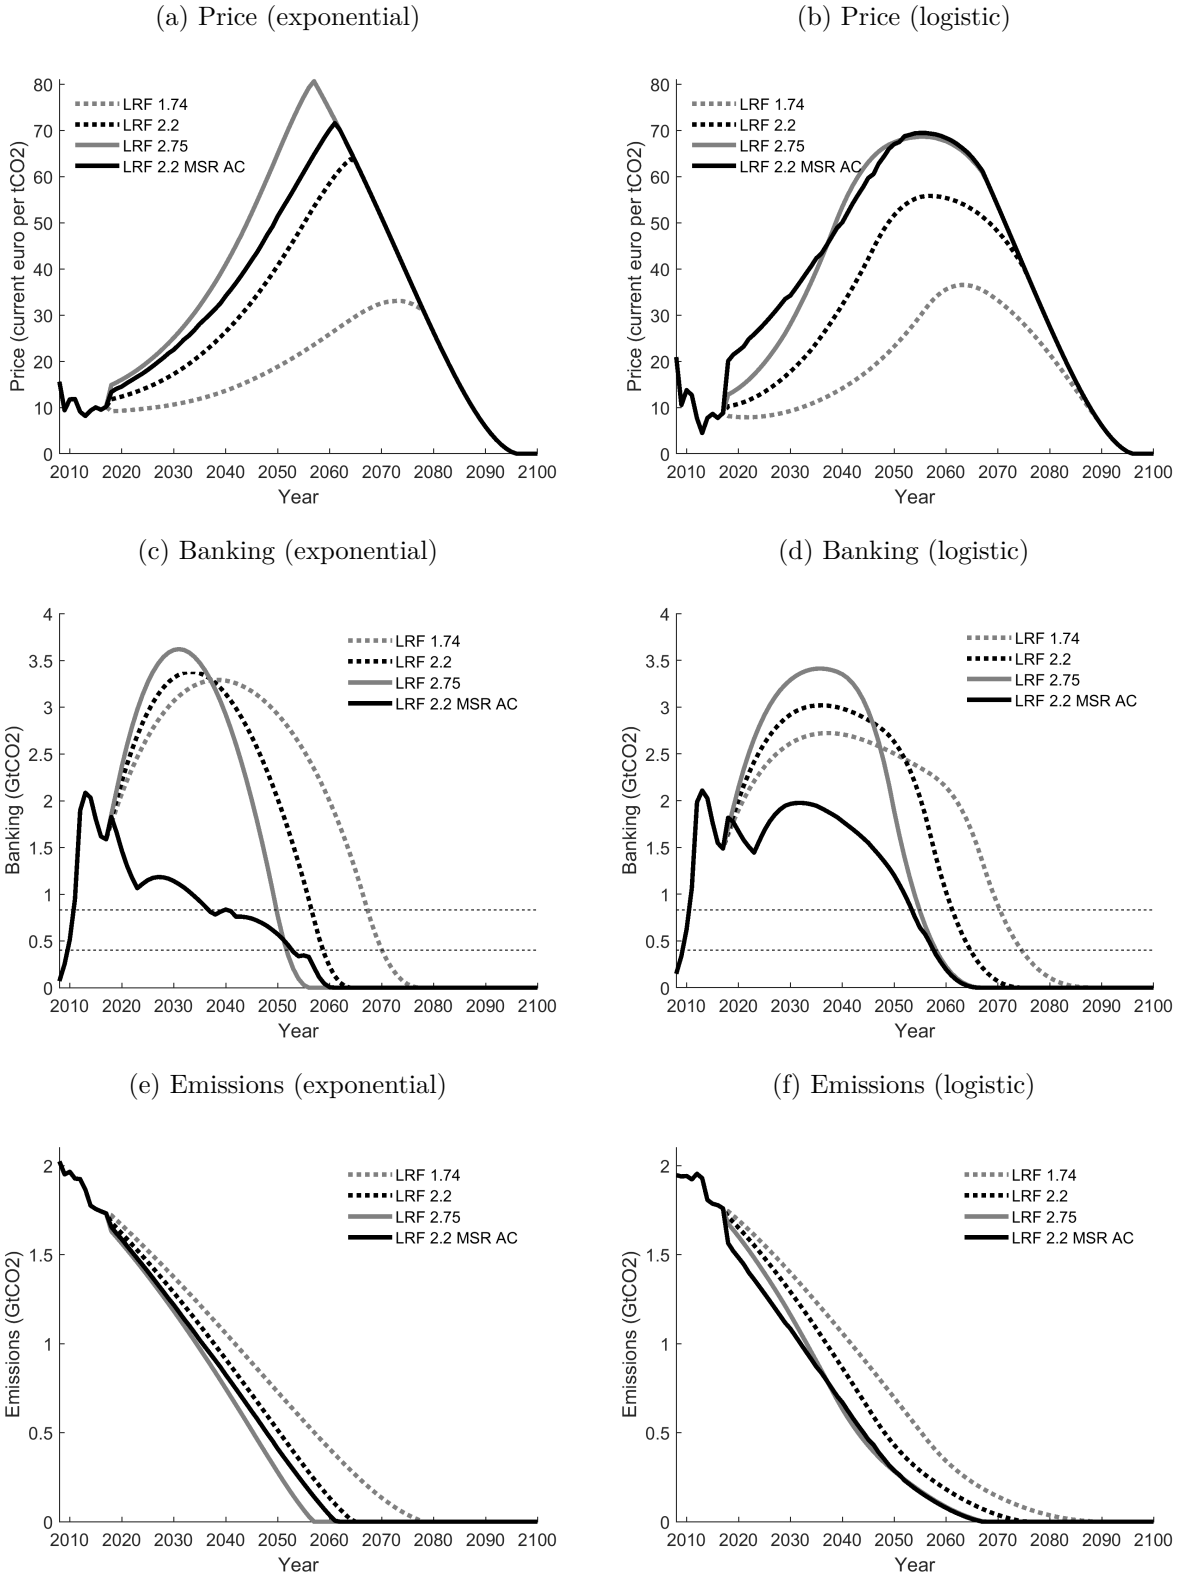 (a) Price (exponential)
80
70
60
50
40
30
20
10
0
Price (current euro per tCO2)
LRF 1.74
LRF 2.2
LRF 2.75
LRF 2.2 MSR AC
2010 2020 2030 2040 2050 2060 2070 2080 2090 2100
Year
(b) Price (logistic)
80
70
60
50
40
30
20
10
0
Price (current euro per tCO2)
LRF 1.74
LRF 2.2
LRF 2.75
LRF 2.2 MSR AC
2010 2020 2030 2040 2050 2060 2070 2080 2090 2100
Year
(c) Banking (exponential)
4
3.5
3
2.5
2
1.5
1
0.5
0
Banking (GtCO2)
LRF 1.74
LRF 2.2
LRF 2.75
LRF 2.2 MSR AC
2010 2020 2030 2040 2050 2060 2070 2080 2090 2100
Year
(d) Banking (logistic)
4
3.5
3
2.5
2
1.5
1
0.5
0
Banking (GtCO2)
LRF 1.74
LRF 2.2
LRF 2.75
LRF 2.2 MSR AC
2010 2020 2030 2040 2050 2060 2070 2080 2090 2100
Year
(e) Emissions (exponential)
2
1.5
1
0.5
0
Emissions (GtCO2)
LRF 1.74
LRF 2.2
LRF 2.75
LRF 2.2 MSR AC
2010 2020 2030 2040 2050 2060 2070 2080 2090 2100
Year
(f) Emissions (logistic)
2
1.5
1
0.5
0
Emissions (GtCO2)
LRF 1.74
LRF 2.2
LRF 2.75
LRF 2.2 MSR AC
2010 2020 2030 2040 2050 2060 2070 2080 2090 2100
Year